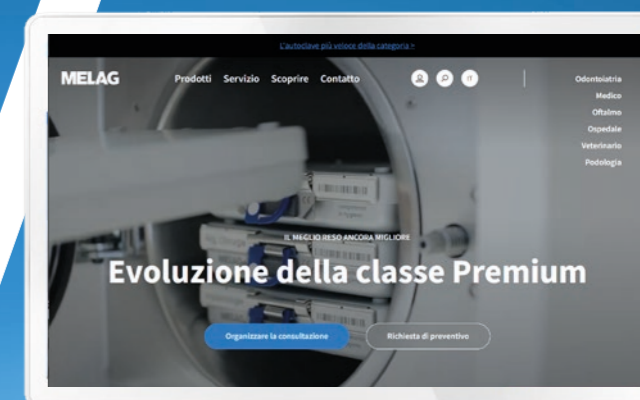 L'autoclave più veloce della categoria >
MELAG
Prodotti Servizio Scoprire Contatto
IT
Odontoiatria
Medico
Oftalmo
Ospedale
Veterinario
Podologia
IL MEGLIO RESO ANCORA MIGLIORE
Evoluzione della classe Premium
Organizzare la consultazione
Richiesta di preventivo